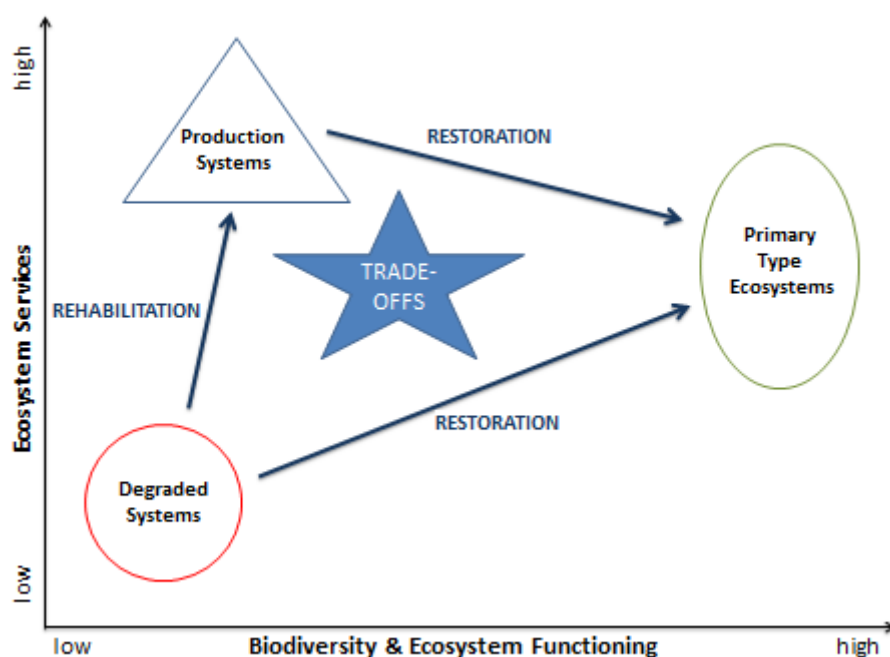 high
Production
Systems
RESTORATION
Primary
Type
Ecosystems
TRADE-
OFFS
REHABILITATION
Ecosystem Services
RESTORATION
Degraded
Systems
low
low
Biodiversity & Ecosystem Functioning
high